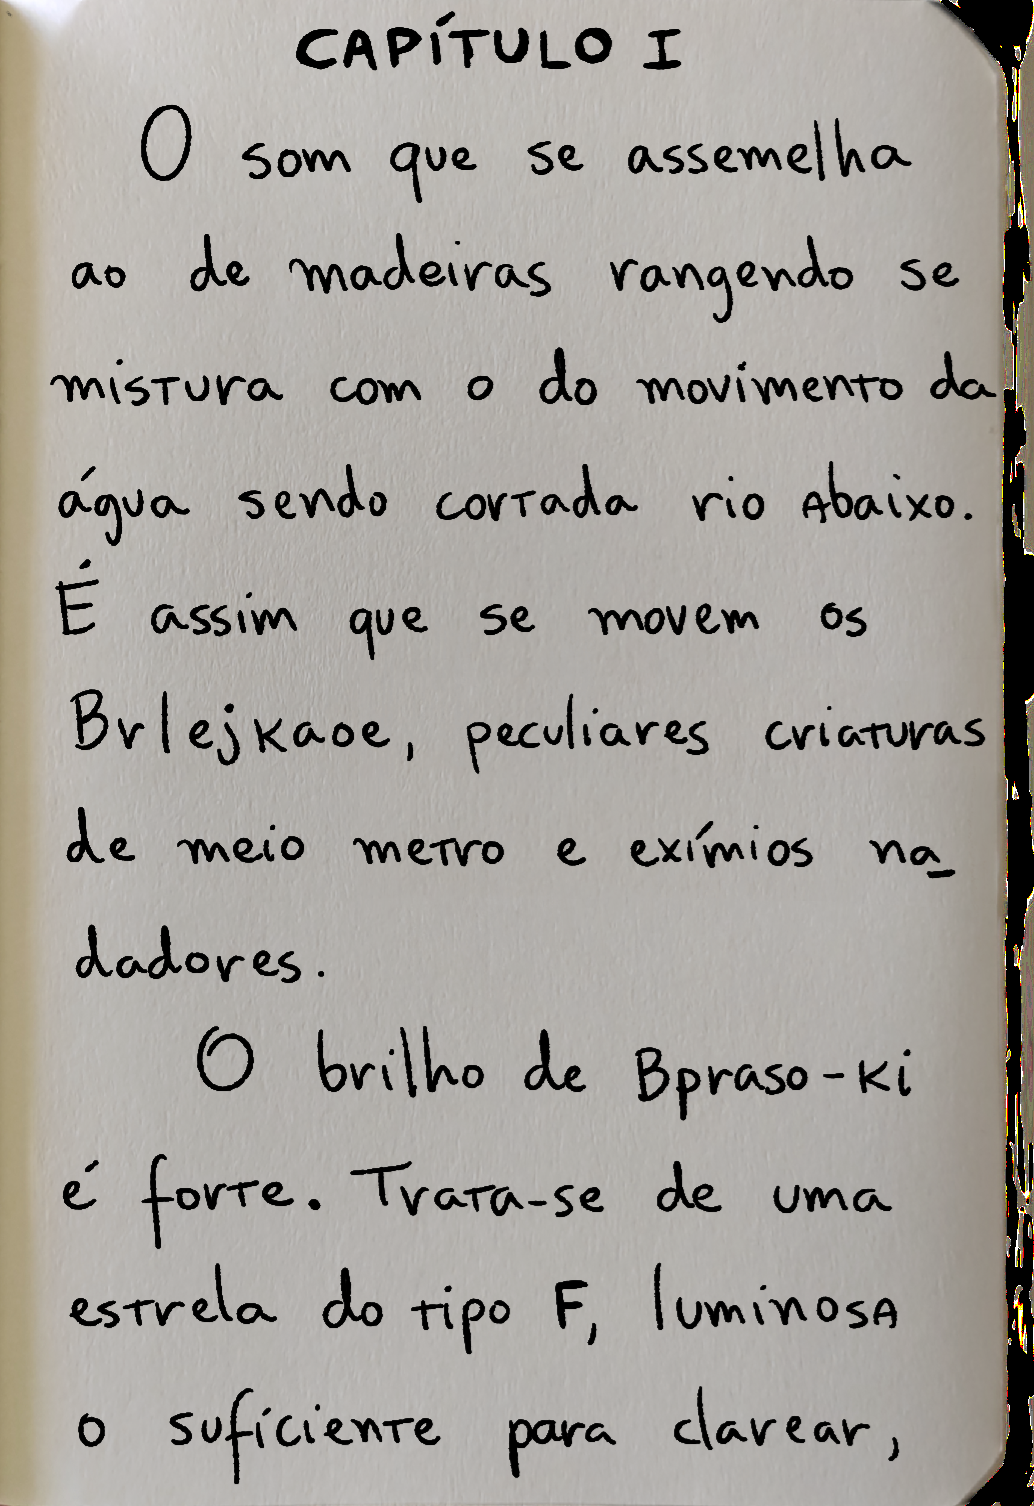 CAPÍTULO I
O som que se assemelha
ao de madeiras rangendo se
mistura com o do movimento da
água sendo cortada rio Abaixo.
É assim que se movem os
Brlejkaoe, peculiares criaturas
de meio metro e exímios na_
dadores.
O brilho de Bpraso-Ki
é forte. Trata-se de uma
estrela do tipo F, luminosA
o suficiente para clarear,